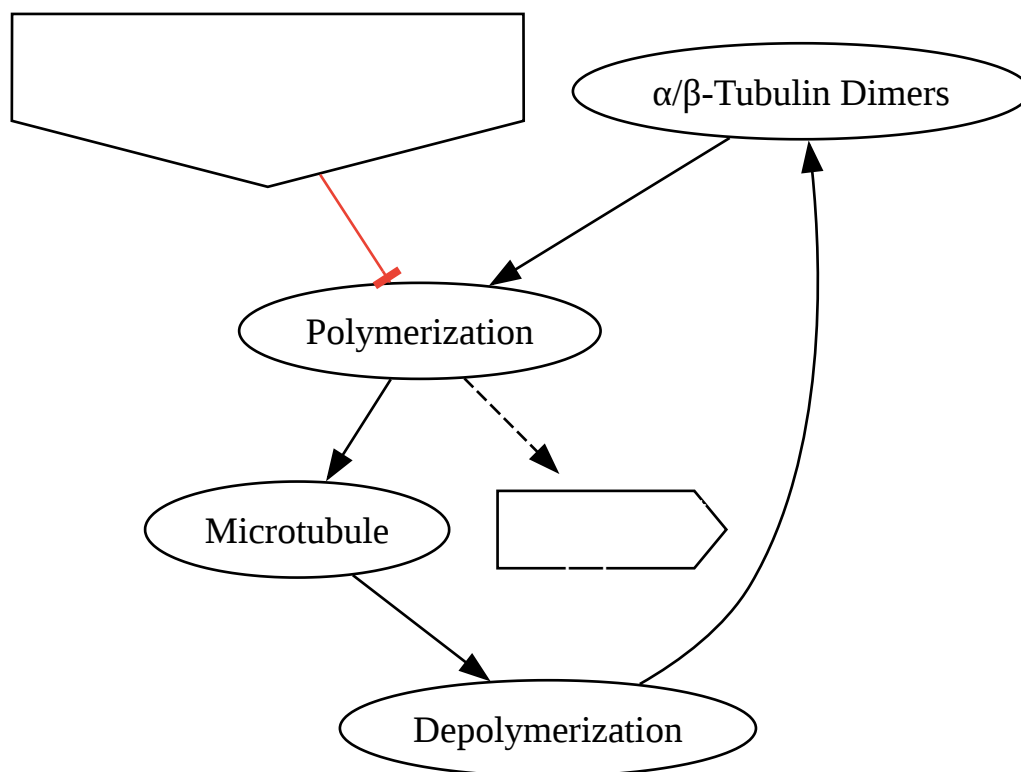 α/β-Tubulin Dimers
Polymerization
Microtubule
Depolymerization